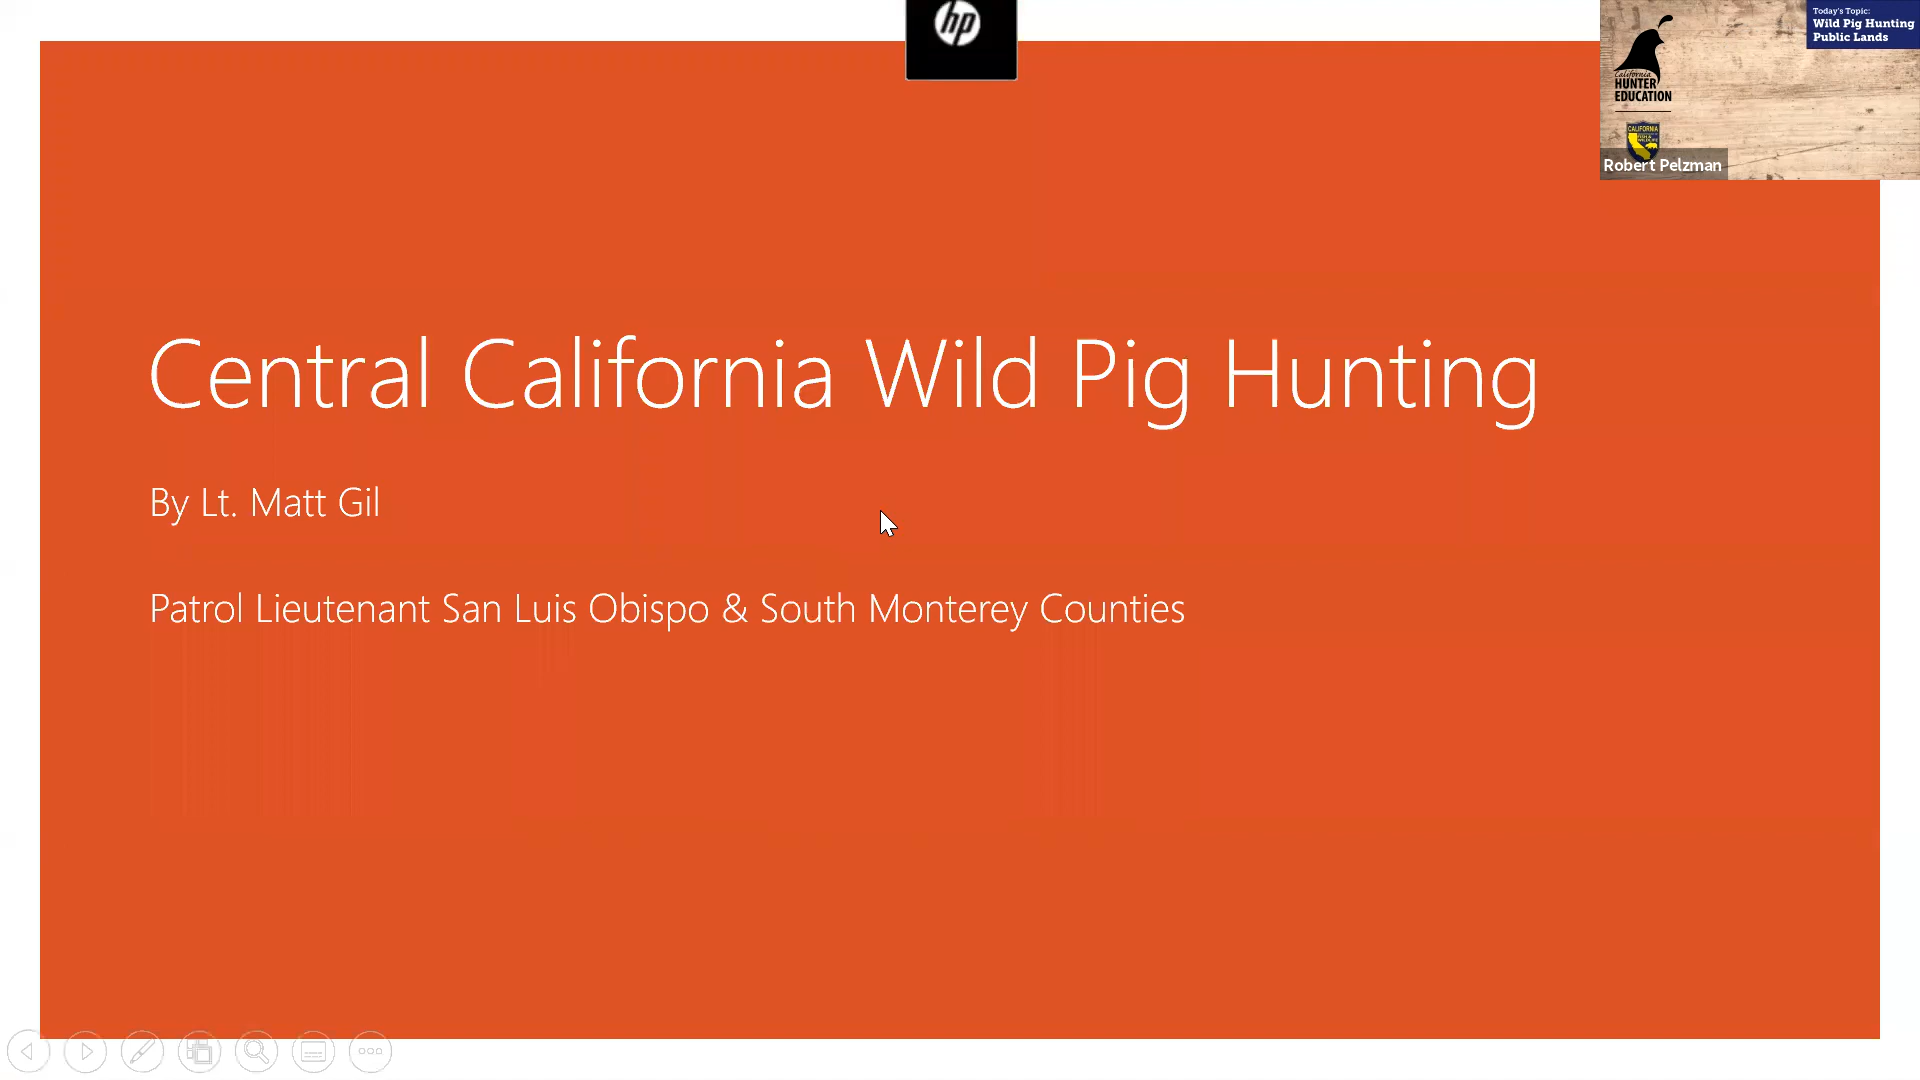 hp
Today's Topic:
Wild Pig Hunting
Public Lands
California
HUNTER
EDUCATION
CALIFORNIA
Robert Pelzman
Central California Wild Pig Hunting
By Lt. Matt Gil
Patrol Lieutenant San Luis Obispo & South Monterey Counties